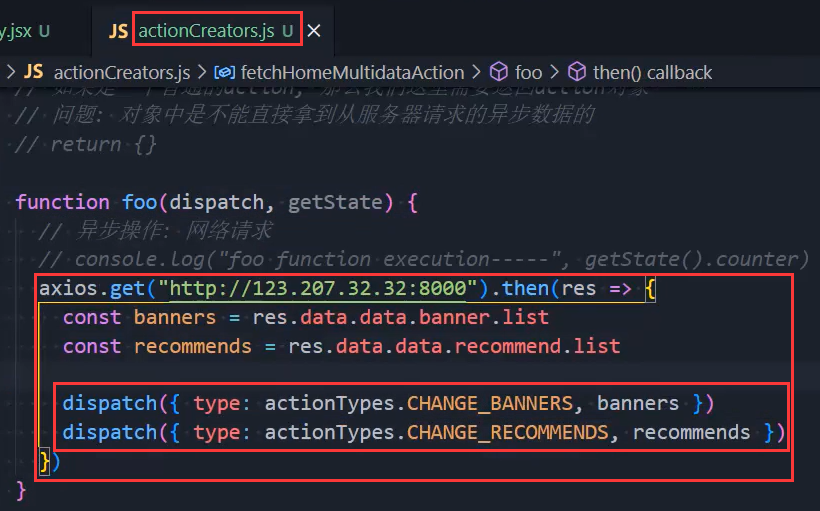 y.jsx U
JS actionCreators.js U ×
> JS actionCreators.js > fetchHomeMultidataAction > foo > then() callback
// 如果是一个普通的action, 那么我们这里需要返回action对象
// 问题: 对象中是不能直接拿到从服务器请求的异步数据的
// return {}
function foo(dispatch, getState) {
// 异步操作: 网络请求
// console.log("foo function execution-----", getState().counter)
axios.get("http://123.207.32.32:8000").then(res => {
const banners = res.data.data.banner.list
const recommends = res.data.data.recommend.list
dispatch({ type: actionTypes.CHANGE_BANNERS, banners })
dispatch({ type: actionTypes.CHANGE_RECOMMENDS, recommends })
})
}